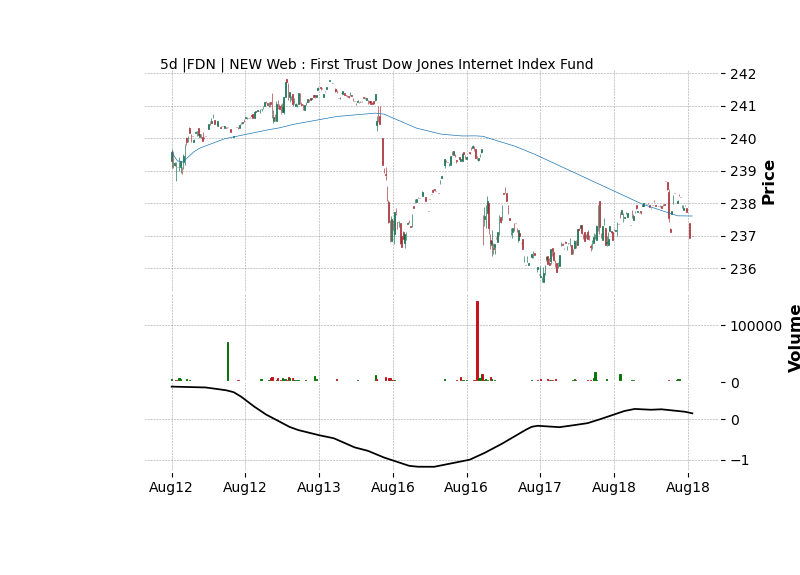 5d |FDN | NEW Web : First Trust Dow Jones Internet Index Fund
242
241
240
239
238
237
236
Price
100000
0
Volume
0
−1
Aug12 Aug12 Aug13 Aug16 Aug16 Aug17 Aug18 Aug18